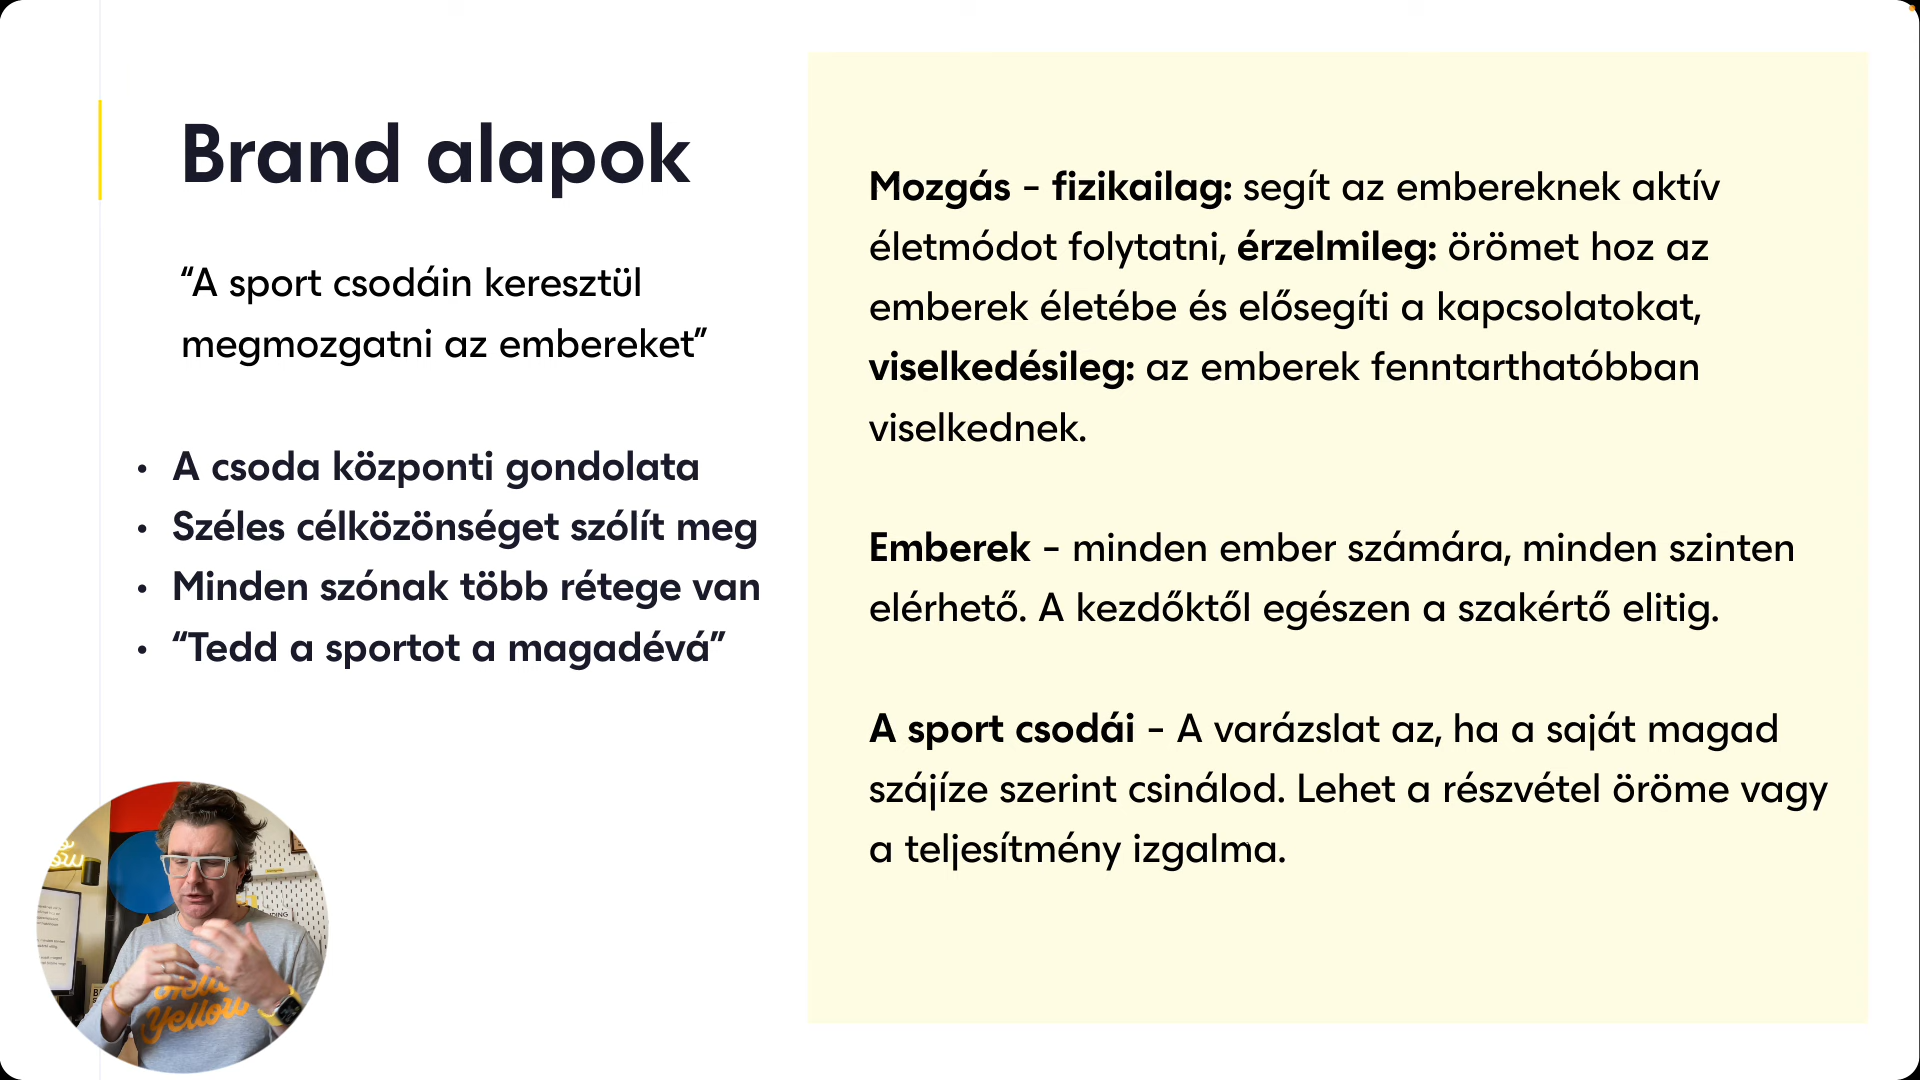 Brand alapok
“A sport csodáin keresztül
megmozgatni az embereket”
• A csoda központi gondolata
• Széles célközönséget szólít meg
• Minden szónak több rétege van
• “Tedd a sportot a magadévá”
Mozgás – fizikailag: segít az embereknek aktív
életmódot folytatni, érzelmileg: örömet hoz az
emberek életébe és elősegíti a kapcsolatokat,
viselkedésileg: az emberek fenntarthatóbban
viselkednek.
Emberek – minden ember számára, minden szinten
elérhető. A kezdőktől egészen a szakértő elitig.
A sport csodái – A varázslat az, ha a saját magad
szájíze szerint csinálod. Lehet a részvétel öröme vagy
a teljesítmény izgalma.
Yellow